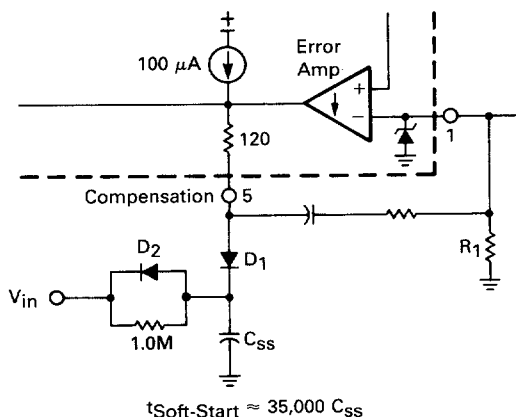 +
100 µA
Error
Amp
+
−
120
1
Compensation
5
R1
D2
D1
Vin
1.0M
Css
tSoft-Start ≈ 35,000 Css